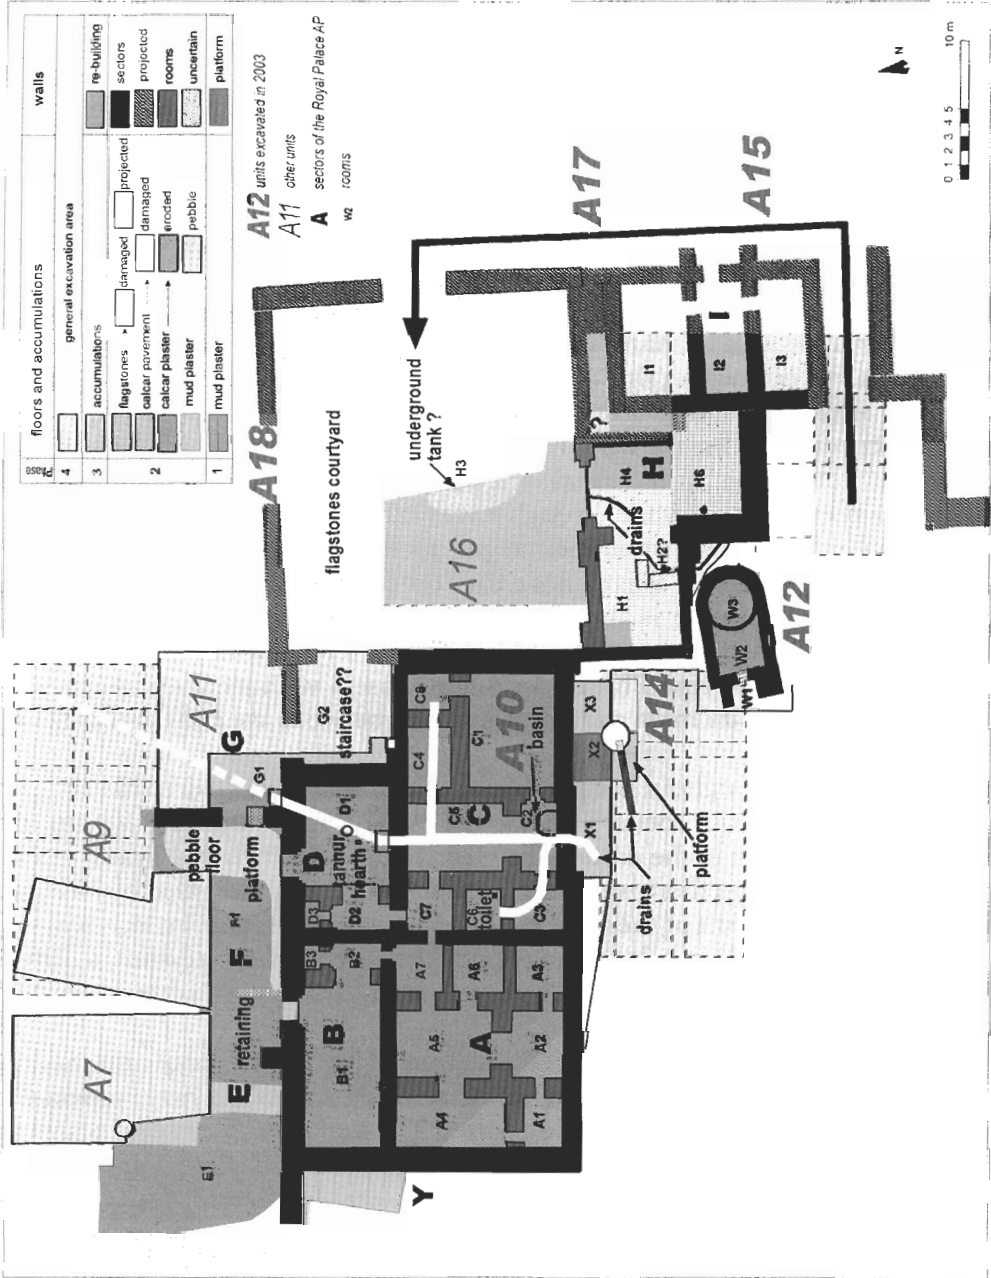 Phase
floors and accumulations
walls
4
general excavation area
3
accumulations
re-building
2
flagstones
damaged
projected
sectors
calcar pavement
damaged
projected
calcar plaster
eroded
rooms
mud plaster
pebble
uncertain
1
mud plaster
platform
A12 units excavated in 2003
A11 other units
A sectors of the Royal Palace AP
w2 rooms
A7
A9
A11
A18
G
G1
G2
staircase??
pebble
floor
platform
E
E1
retaining
F
F1
B
B1
B2
B3
D
D1
D2
D3
tannur
hearth
flagstones courtyard
underground
tank ?
H3
A16
A17
A15
A
A1
A2
A3
A4
A5
A6
A7
C
C1
C2
C3
C4
C5
C6
toilet
C7
C8
A10
basin
Y
X1
X2
X3
A14
drains
platform
H
H1
H2?
H4
H6
drains
?
I
I1
I2
I3
W1
W2
W3
A12
N
0 1 2 3 4 5
10 m